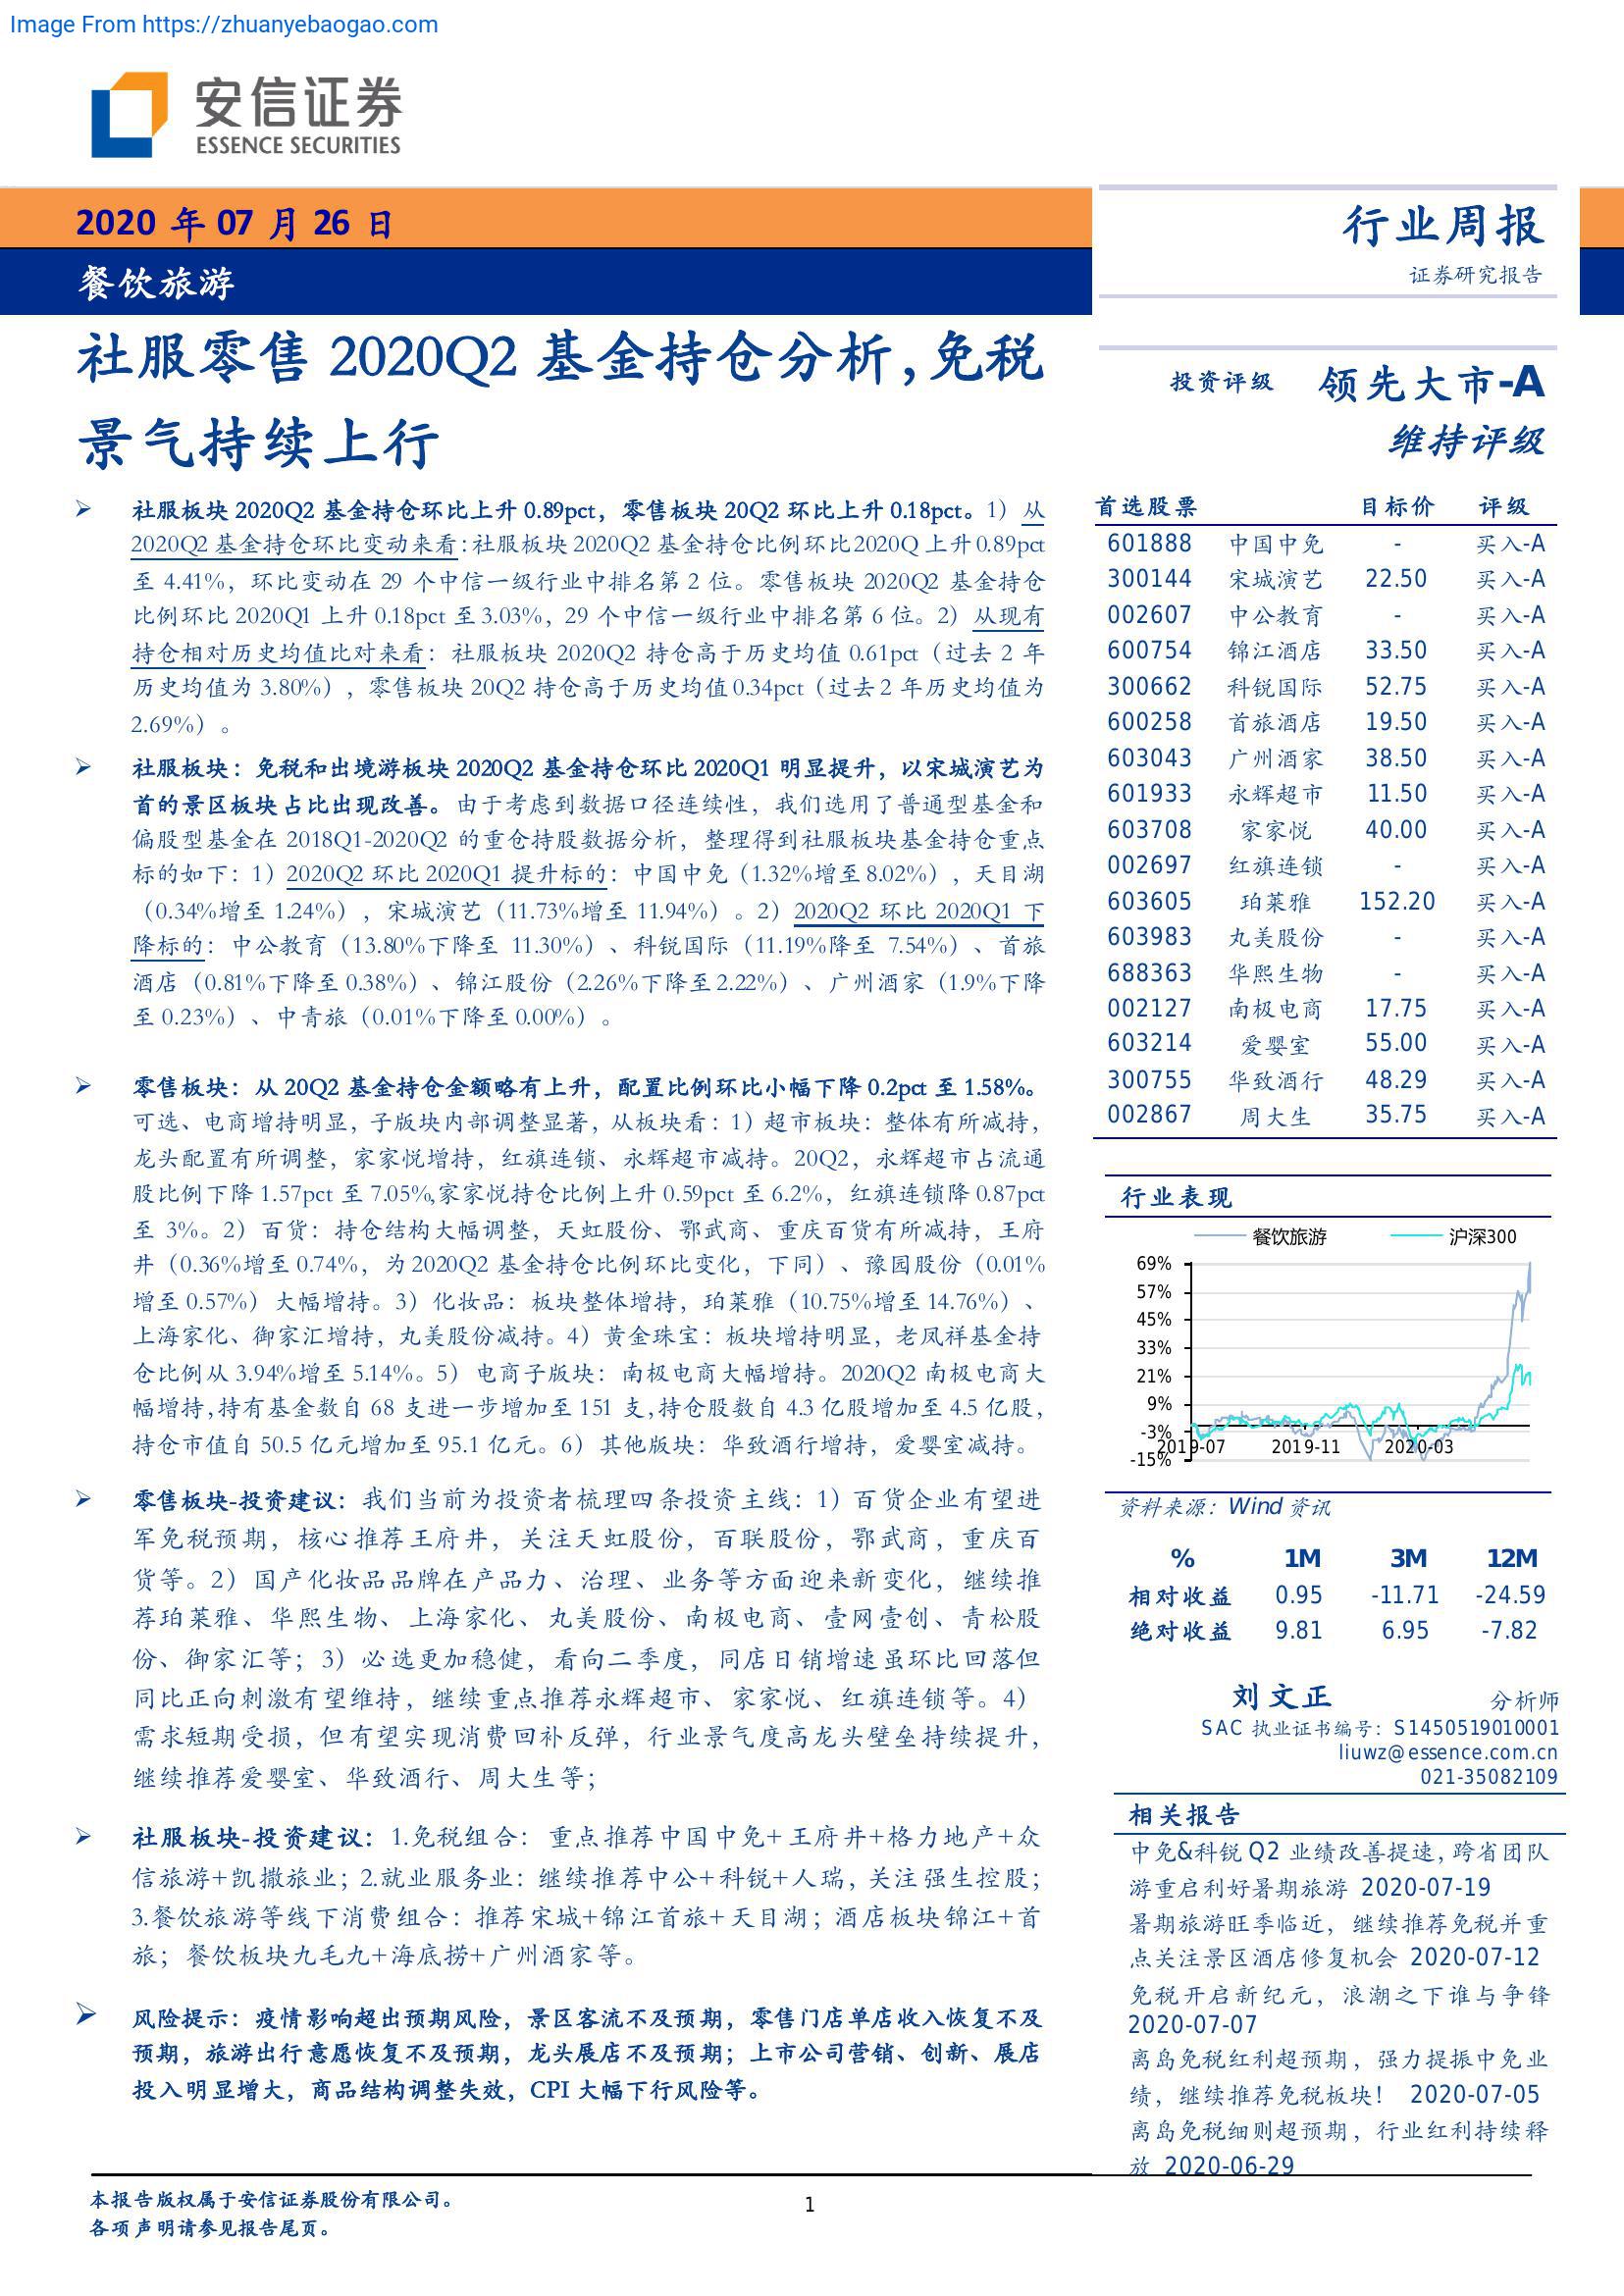 Image From https://zhuanyebaogao.com
安信证券
ESSENCE SECURITIES
2020 年 07 月 26 日
餐饮旅游
行业周报
证券研究报告
社服零售 2020Q2 基金持仓分析，免税
景气持续上行
社服板块 2020Q2 基金持仓环比上升 0.89pct，零售板块 20Q2 环比上升 0.18pct。1）从
2020Q2 基金持仓环比变动来看：社服板块 2020Q2 基金持仓比例环比2020Q 上升 0.89pct
至 4.41%，环比变动在 29 个中信一级行业中排名第 2 位。零售板块 2020Q2 基金持仓
比例环比 2020Q1 上升 0.18pct 至 3.03%，29 个中信一级行业中排名第 6 位。2）从现有
持仓相对历史均值比对来看：社服板块 2020Q2 持仓高于历史均值 0.61pct（过去 2 年
历史均值为 3.80%），零售板块 20Q2 持仓高于历史均值 0.34pct（过去 2 年历史均值为
2.69%）。
社服板块：免税和出境游板块 2020Q2 基金持仓环比 2020Q1 明显提升，以宋城演艺为
首的景区板块占比出现改善。由于考虑到数据口径连续性，我们选用了普通型基金和
偏股型基金在 2018Q1-2020Q2 的重仓持股数据分析，整理得到社服板块基金持仓重点
标的如下：1）2020Q2 环比 2020Q1 提升标的：中国中免（1.32%增至 8.02%），天目湖
（0.34%增至 1.24%），宋城演艺（11.73%增至 11.94%）。2）2020Q2 环比 2020Q1 下
降标的：中公教育（13.80%下降至 11.30%）、科锐国际（11.19%降至 7.54%）、首旅
酒店（0.81%下降至 0.38%）、锦江股份（2.26%下降至 2.22%）、广州酒家（1.9%下降
至 0.23%）、中青旅（0.01%下降至 0.00%）。
零售板块：从 20Q2 基金持仓金额略有上升，配置比例环比小幅下降 0.2pct 至 1.58%。
可选、电商增持明显，子版块内部调整显著，从板块看：1）超市板块：整体有所减持，
龙头配置有所调整，家家悦增持，红旗连锁、永辉超市减持。20Q2，永辉超市占流通
股比例下降 1.57pct 至 7.05%,家家悦持仓比例上升 0.59pct 至 6.2%，红旗连锁降 0.87pct
至 3%。2）百货：持仓结构大幅调整，天虹股份、鄂武商、重庆百货有所减持，王府
井（0.36%增至 0.74%，为 2020Q2 基金持仓比例环比变化，下同）、豫园股份（0.01%
增至 0.57%）大幅增持。3）化妆品：板块整体增持，珀莱雅（10.75%增至 14.76%）、
上海家化、御家汇增持，丸美股份减持。4）黄金珠宝：板块增持明显，老凤祥基金持
仓比例从 3.94%增至 5.14%。5）电商子版块：南极电商大幅增持。2020Q2 南极电商大
幅增持,持有基金数自 68 支进一步增加至 151 支,持仓股数自 4.3 亿股增加至 4.5 亿股，
持仓市值自 50.5 亿元增加至 95.1 亿元。6）其他版块：华致酒行增持，爱婴室减持。
零售板块-投资建议：我们当前为投资者梳理四条投资主线：1）百货企业有望进
军免税预期，核心推荐王府井，关注天虹股份，百联股份，鄂武商，重庆百
货等。2）国产化妆品品牌在产品力、治理、业务等方面迎来新变化，继续推
荐珀莱雅、华熙生物、上海家化、丸美股份、南极电商、壹网壹创、青松股
份、御家汇等；3）必选更加稳健，看向二季度，同店日销增速虽环比回落但
同比正向刺激有望维持，继续重点推荐永辉超市、家家悦、红旗连锁等。4）
需求短期受损，但有望实现消费回补反弹，行业景气度高龙头壁垒持续提升，
继续推荐爱婴室、华致酒行、周大生等；
社服板块-投资建议：1.免税组合：重点推荐中国中免+王府井+格力地产+众
信旅游+凯撒旅业；2.就业服务业：继续推荐中公+科锐+人瑞，关注强生控股；
3.餐饮旅游等线下消费组合：推荐宋城+锦江首旅+天目湖；酒店板块锦江+首
旅；餐饮板块九毛九+海底捞+广州酒家等。
风险提示：疫情影响超出预期风险，景区客流不及预期，零售门店单店收入恢复不及
预期，旅游出行意愿恢复不及预期，龙头展店不及预期；上市公司营销、创新、展店
投入明显增大，商品结构调整失效，CPI 大幅下行风险等。
投资评级 领先大市-A
维持评级
首选股票 目标价 评级
601888 中国中免 - 买入-A
300144 宋城演艺 22.50 买入-A
002607 中公教育 - 买入-A
600754 锦江酒店 33.50 买入-A
300662 科锐国际 52.75 买入-A
600258 首旅酒店 19.50 买入-A
603043 广州酒家 38.50 买入-A
601933 永辉超市 11.50 买入-A
603708 家家悦 40.00 买入-A
002697 红旗连锁 - 买入-A
603605 珀莱雅 152.20 买入-A
603983 丸美股份 - 买入-A
688363 华熙生物 - 买入-A
002127 南极电商 17.75 买入-A
603214 爱婴室 55.00 买入-A
300755 华致酒行 48.29 买入-A
002867 周大生 35.75 买入-A
行业表现
餐饮旅游 沪深300
69%
57%
45%
33%
21%
9%
-3%
-15%
2019-07 2019-11 2020-03
资料来源：Wind 资讯
% 1M 3M 12M
相对收益 0.95 -11.71 -24.59
绝对收益 9.81 6.95 -7.82
刘文正 分析师
SAC 执业证书编号：S1450519010001
liuwz@essence.com.cn
021-35082109
相关报告
中免&科锐 Q2 业绩改善提速，跨省团队
游重启利好暑期旅游 2020-07-19
暑期旅游旺季临近，继续推荐免税并重
点关注景区酒店修复机会 2020-07-12
免税开启新纪元，浪潮之下谁与争锋
2020-07-07
离岛免税红利超预期，强力提振中免业
绩，继续推荐免税板块！ 2020-07-05
离岛免税细则超预期，行业红利持续释
放 2020-06-29
本报告版权属于安信证券股份有限公司。
各项声明请参见报告尾页。
1